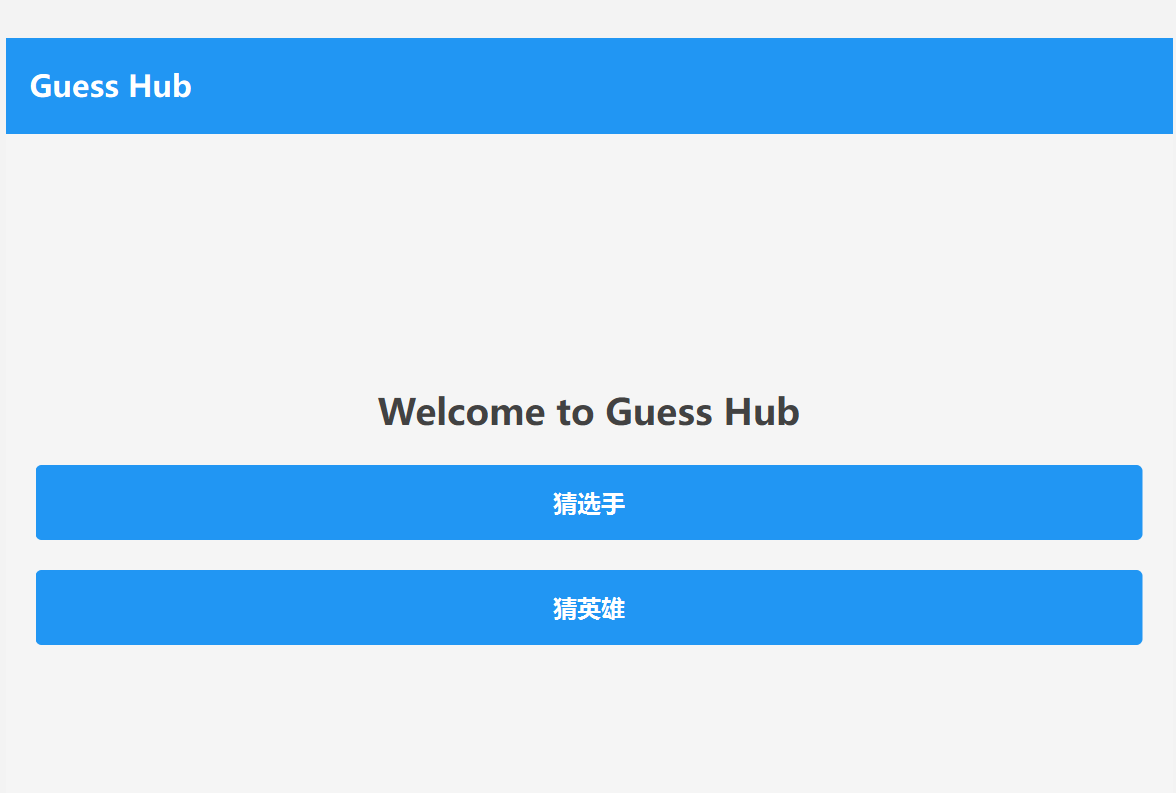 Guess Hub
Welcome to Guess Hub
猜选手
猜英雄